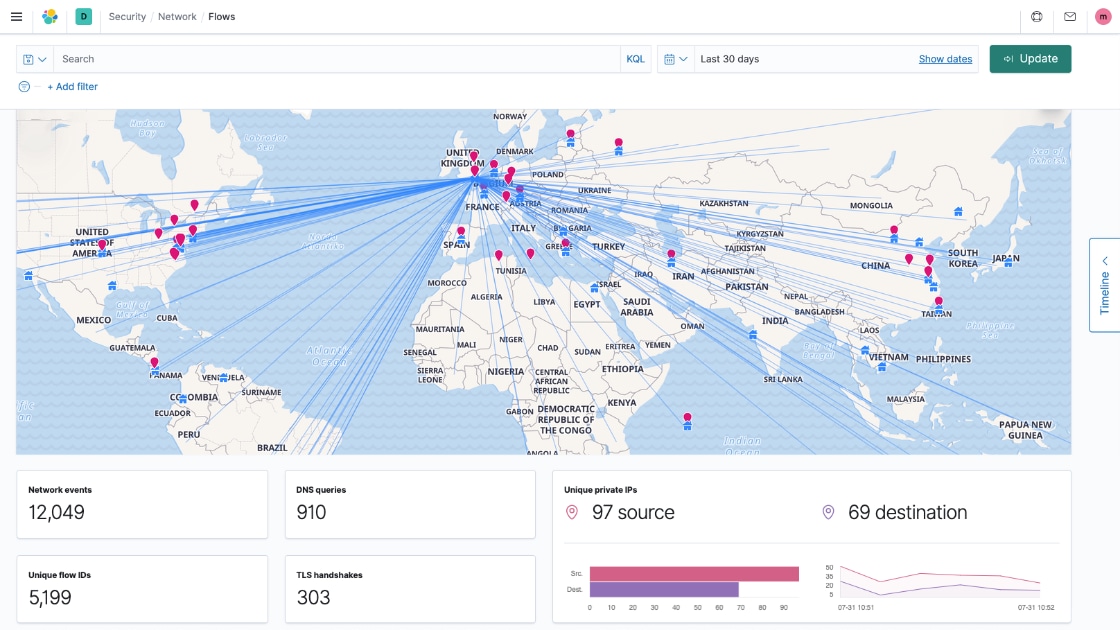 D
Security / Network / Flows
m
Search
KQL
Last 30 days
Show dates
Update
+ Add filter
NORWAY
Hudson
Bay
Labrador
Sea
Sea of
Okhotsk
UNITED
KINGDOM
DENMARK
POLAND
UKRAINE
KAZAKHSTAN
MONGOLIA
FRANCE
AUSTRIA
ROMANIA
UNITED
STATES OF
AMERICA
North
Atlantic
ITALY
BULGARIA
KYRGYZSTAN
SPAIN
GREECE
TURKEY
TAJIKISTAN
SOUTH
KOREA
JAPAN
CHINA
TUNISIA
IRAQ
IRAN
AFGHANISTAN
MOROCCO
ISRAEL
PAKISTAN
Timeline
Gulf of
Mexico
ALGERIA
LIBYA
EGYPT
SAUDI
ARABIA
NEPAL
BANGLADESH
MEXICO
CUBA
OMAN
INDIA
TAIWAN
MAURITANIA
Philippine
Sea
LAOS
GUATEMALA
Atlantic
Ocean
SENEGAL
MALI
NIGER
CHAD
SUDAN
ERITREA
YEMEN
Bay of
Bengal
VIETNAM
PHILIPPINES
PANAMA
VENEZUELA
SIERRA
LEONE
NIGERIA
CENTRAL
AFRICAN
REPUBLIC
ETHIOPIA
SRI LANKA
SURINAME
COLOMBIA
MALAYSIA
ECUADOR
GABON
DEMOCRATIC
REPUBLIC OF
THE CONGO
KENYA
PERU
BRAZIL
PAPUA NEW
GUINEA
Indian
Ocean
ANGOLA
Network events
12,049
DNS queries
910
Unique private IPs
97 source
69 destination
Unique flow IDs
5,199
TLS handshakes
303
Src.
Dest.
0 10 20 30 40 50 60 70 80 90
50
35
20
5
07-31 10:51
07-31 10:52